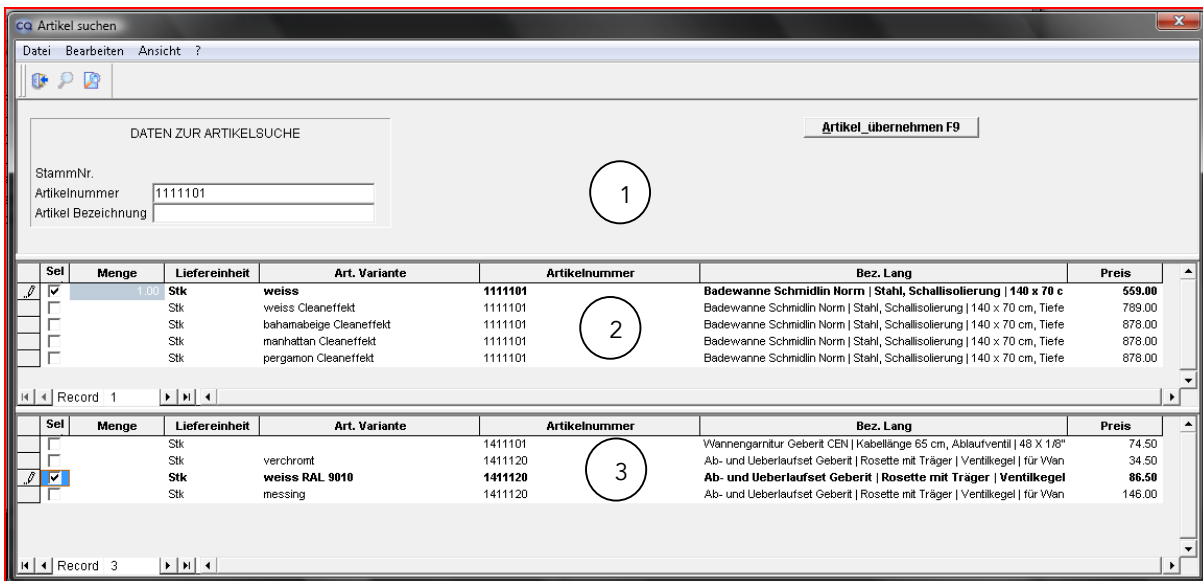 CQ Artikel suchen
Datei Bearbeiten Ansicht ?
DATEN ZUR ARTIKELSUCHE
Artikel_übernehmen F9
StammNr.
Artikelnummer 1111101
Artikel Bezeichnung
1
Sel Menge Liefereinheit Art. Variante Artikelnummer Bez. Lang Preis
1.00 Stk weiss 1111101 Badewanne Schmidlin Norm | Stahl, Schallisolierung | 140 x 70 c 559.00
Stk weiss Cleaneffekt 1111101 Badewanne Schmidlin Norm | Stahl, Schallisolierung | 140 x 70 cm, Tiefe 789.00
Stk bahamabeige Cleaneffekt 1111101 Badewanne Schmidlin Norm | Stahl, Schallisolierung | 140 x 70 cm, Tiefe 878.00
Stk manhattan Cleaneffekt 1111101 Badewanne Schmidlin Norm | Stahl, Schallisolierung | 140 x 70 cm, Tiefe 878.00
Stk pergamon Cleaneffekt 1111101 Badewanne Schmidlin Norm | Stahl, Schallisolierung | 140 x 70 cm, Tiefe 878.00
2
Record 1
Sel Menge Liefereinheit Art. Variante Artikelnummer Bez. Lang Preis
Stk 1411101 Wannengarnitur Geberit CEN | Kabellänge 65 cm, Ablaufventil | 48 X 1/8" 74.50
Stk verchromt 1411120 Ab- und Ueberlaufset Geberit | Rosette mit Träger | Ventilkegel | für Wan 34.50
Stk weiss RAL 9010 1411120 Ab- und Ueberlaufset Geberit | Rosette mit Träger | Ventilkegel 86.50
Stk messing 1411120 Ab- und Ueberlaufset Geberit | Rosette mit Träger | Ventilkegel | für Wan 146.00
3
Record 3